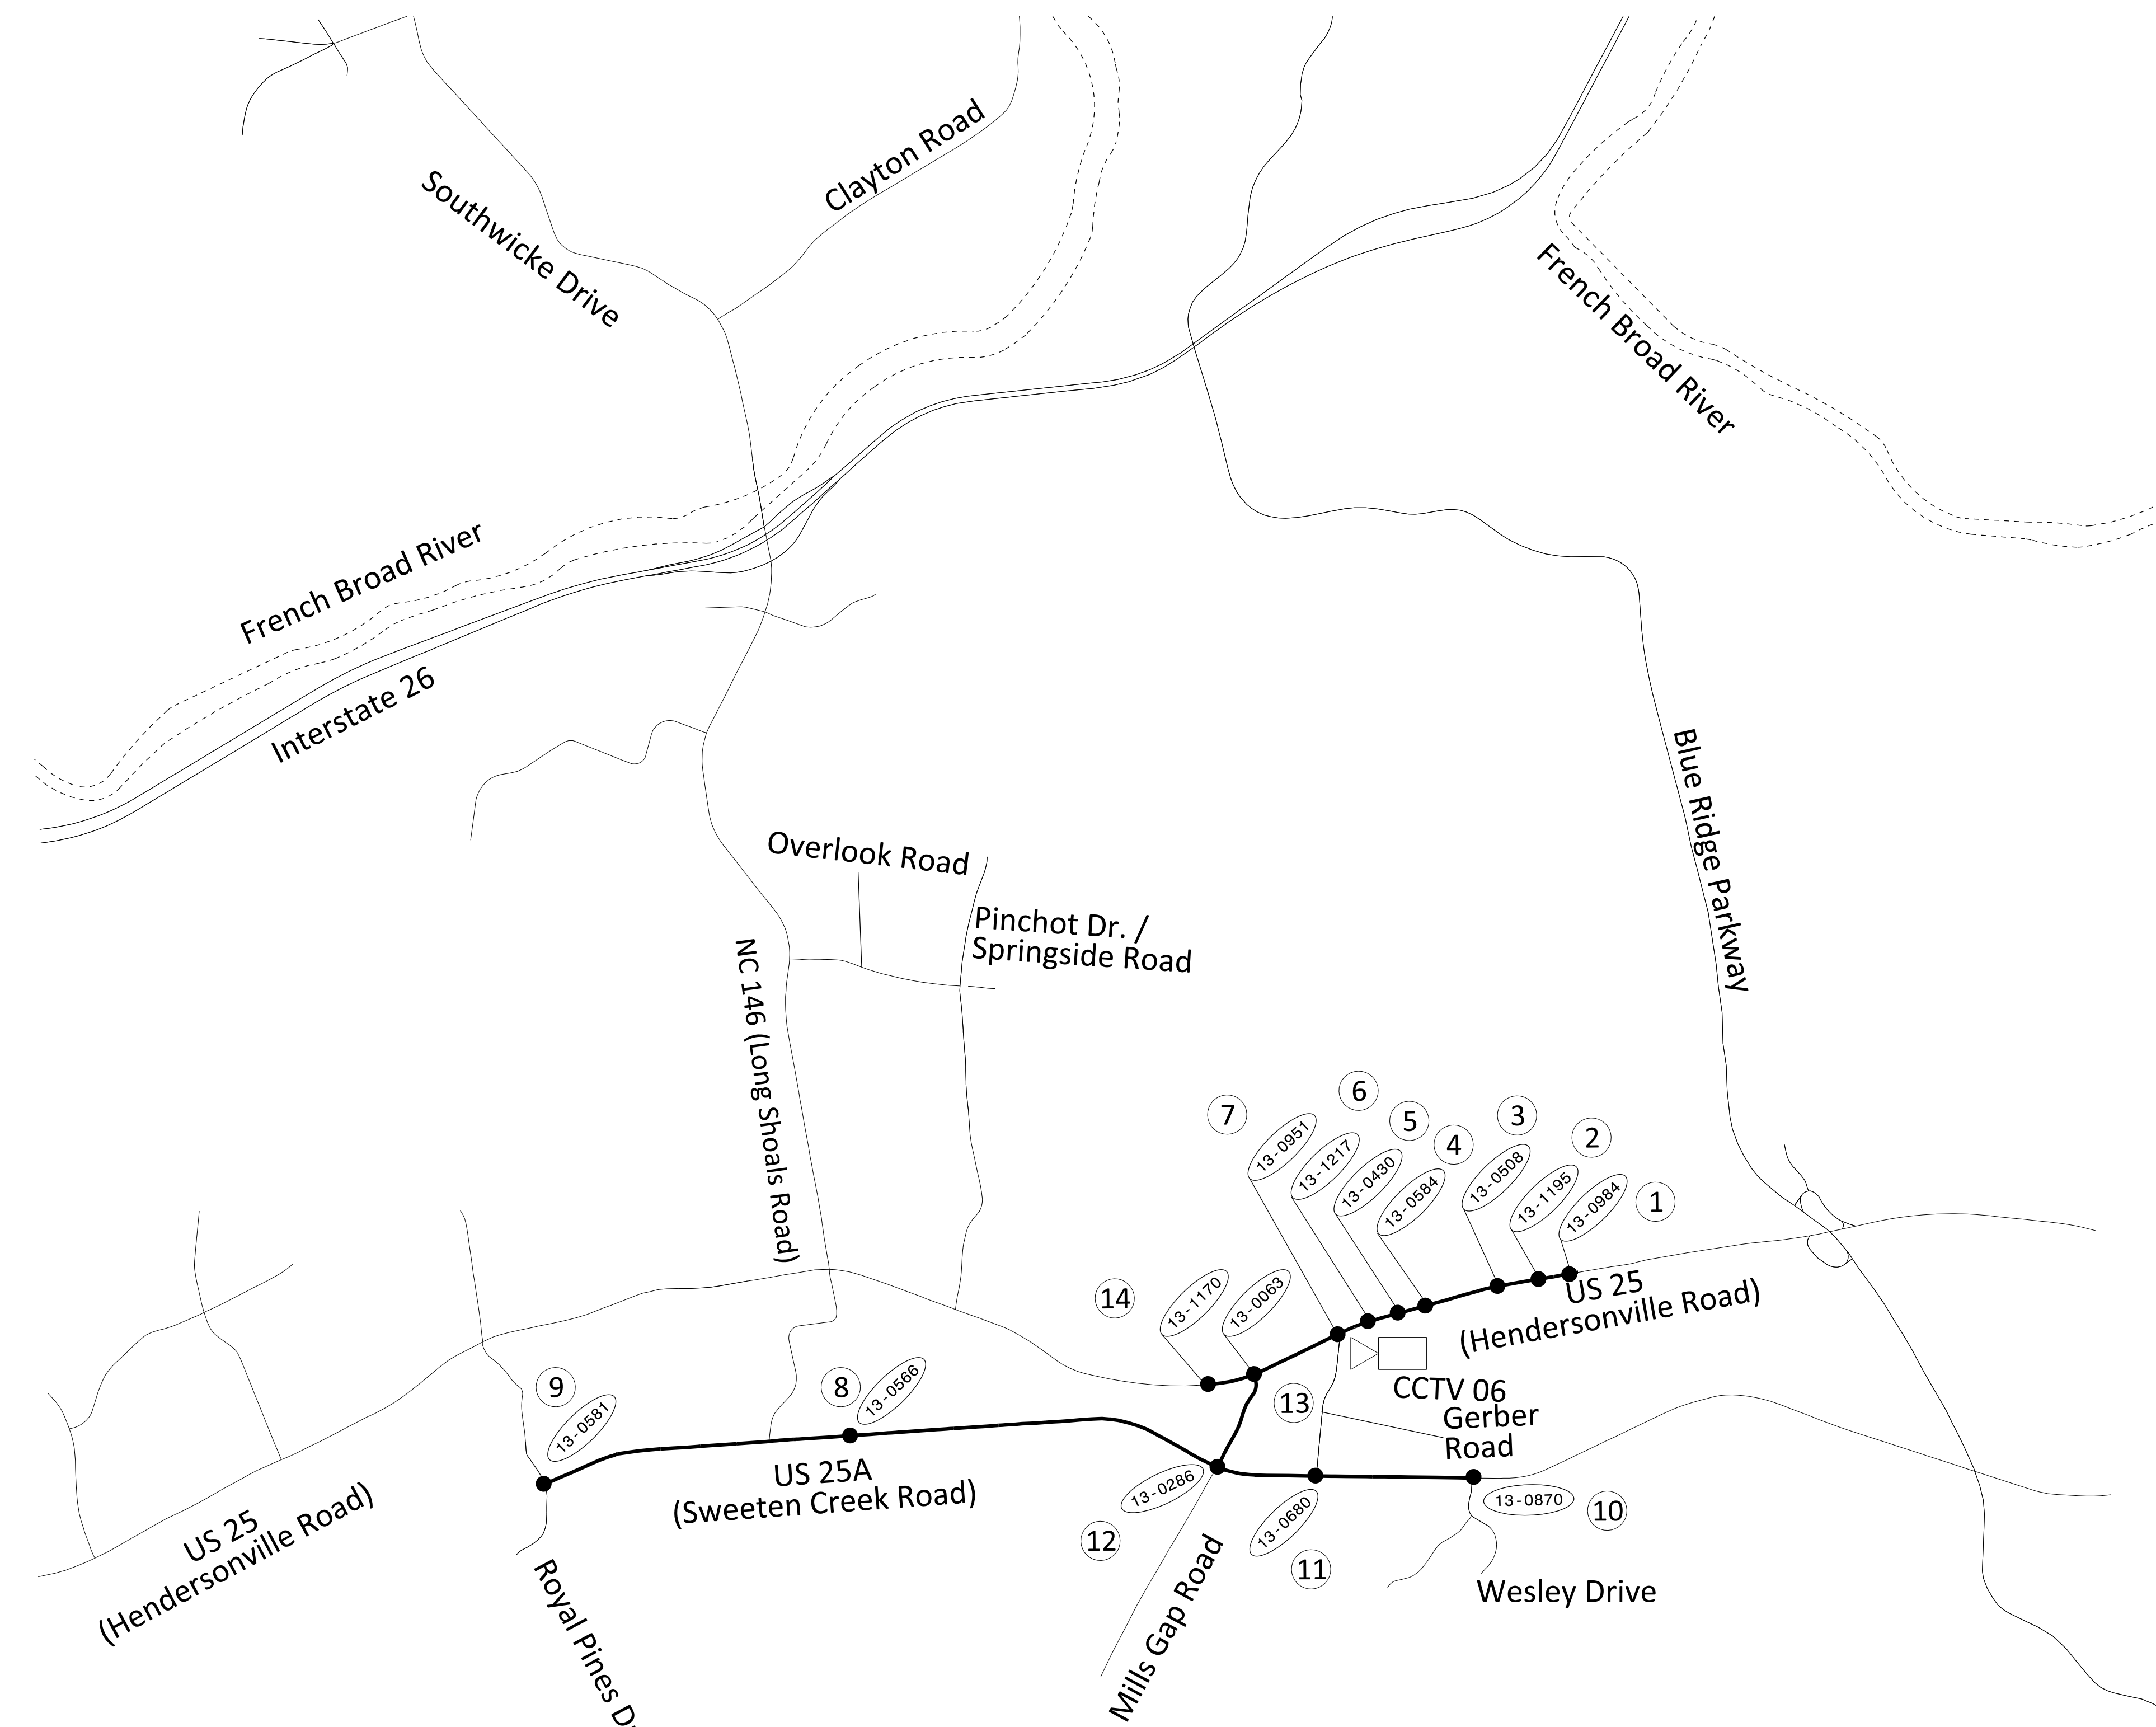 Southwicke Drive
Clayton Road
French Broad River
French Broad River
Interstate 26
Blue Ridge Parkway
Overlook Road
Pinchot Dr. /
Springside Road
NC 146 (Long Shoals Road)
7
6
5
4
3
2
1
13-0951
13-1217
13-0430
13-0584
13-0508
13-1195
13-0984
14
13-1170
13-0063
US 25
(Hendersonville Road)
13
CCTV 06
Gerber
Road
9
13-0581
8
13-0566
US 25A
(Sweeten Creek Road)
12
13-0286
13-0680
11
13-0870
10
Wesley Drive
Mills Gap Road
US 25
(Hendersonville Road)
Royal Pines